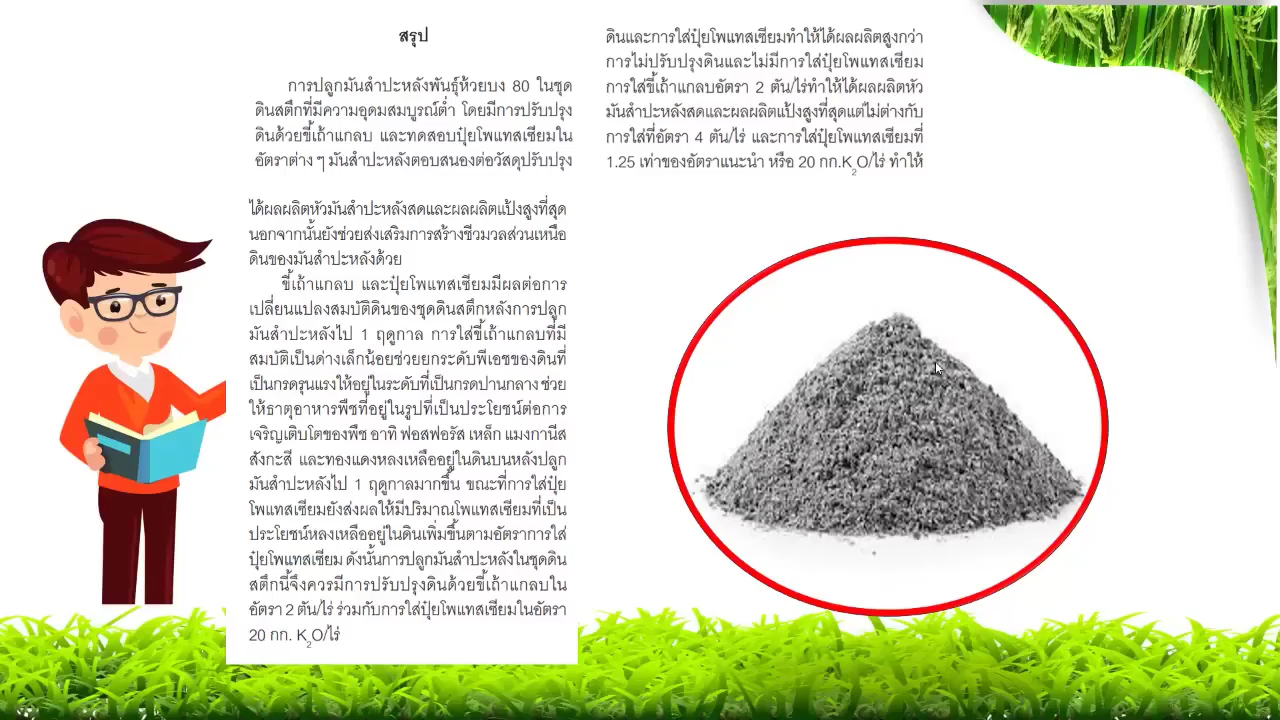 สรุป
การปลูกมันสำปะหลังพันธุ์ห้วยบง 80 ในชุด
ดินสตึกที่มีความอุดมสมบูรณ์ต่ำ โดยมีการปรับปรุง
ดินด้วยขี้เถ้าแกลบ และทดสอบปุ๋ยโพแทสเซียมใน
อัตราต่าง ๆ มันสำปะหลังตอบสนองต่อวัสดุปรับปรุง
ดินและการใส่ปุ๋ยโพแทสเซียมทำให้ได้ผลผลิตสูงกว่า
การไม่ปรับปรุงดินและไม่มีการใส่ปุ๋ยโพแทสเซียม
การใส่ขี้เถ้าแกลบอัตรา 2 ตัน/ไร่ทำให้ได้ผลผลิตหัว
มันสำปะหลังสดและผลผลิตแป้งสูงที่สุดแต่ไม่ต่างกับ
การใส่ที่อัตรา 4 ตัน/ไร่ และการใส่ปุ๋ยโพแทสเซียมที่
1.25 เท่าของอัตราแนะนำ หรือ 20 กก.K2O/ไร่ ทำให้
ได้ผลผลิตหัวมันสำปะหลังสดและผลผลิตแป้งสูงที่สุด
นอกจากนั้นยังช่วยส่งเสริมการสร้างชีวมวลส่วนเหนือ
ดินของมันสำปะหลังด้วย
ขี้เถ้าแกลบ และปุ๋ยโพแทสเซียมมีผลต่อการ
เปลี่ยนแปลงสมบัติดินของชุดดินสตึกหลังการปลูก
มันสำปะหลังไป 1 ฤดูกาล การใส่ขี้เถ้าแกลบที่มี
สมบัติเป็นด่างเล็กน้อยช่วยยกระดับพีเอชของดินที่
เป็นกรดรุนแรงให้อยู่ในระดับที่เป็นกรดปานกลาง ช่วย
ให้ธาตุอาหารพืชที่อยู่ในรูปที่เป็นประโยชน์ต่อการ
เจริญเติบโตของพืช อาทิ ฟอสฟอรัส เหล็ก แมงกานีส
สังกะสี และทองแดงหลงเหลืออยู่ในดินบนหลังปลูก
มันสำปะหลังไป 1 ฤดูกาลมากขึ้น ขณะที่การใส่ปุ๋ย
โพแทสเซียมยังส่งผลให้มีปริมาณโพแทสเซียมที่เป็น
ประโยชน์หลงเหลืออยู่ในดินเพิ่มขึ้นตามอัตราการใส่
ปุ๋ยโพแทสเซียม ดังนั้นการปลูกมันสำปะหลังในชุดดิน
สตึกนี้จึงควรมีการปรับปรุงดินด้วยขี้เถ้าแกลบใน
อัตรา 2 ตัน/ไร่ ร่วมกับการใส่ปุ๋ยโพแทสเซียมในอัตรา
20 กก. K2O/ไร่